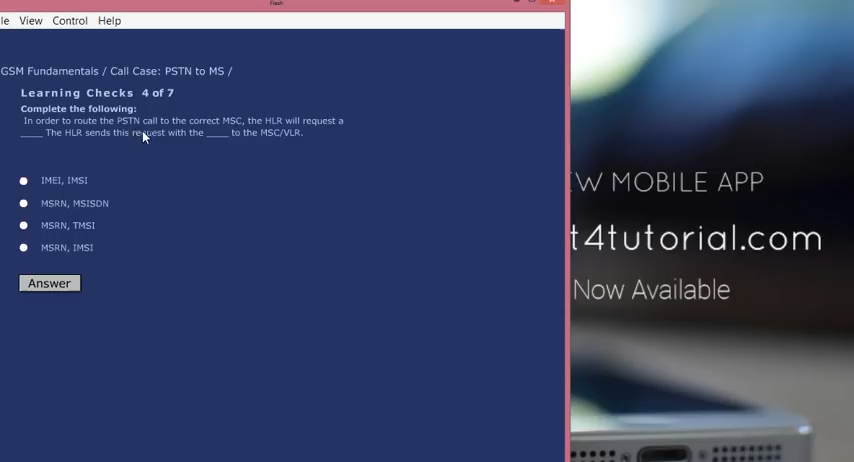 Flash
le View Control Help
GSM Fundamentals / Call Case: PSTN to MS /
Learning Checks 4 of 7
Complete the following:
In order to route the PSTN call to the correct MSC, the HLR will request a
____ The HLR sends this request with the ____ to the MSC/VLR.
IMEI, IMSI
MSRN, MSISDN
MSRN, TMSI
MSRN, IMSI
Answer
EW MOBILE APP
t4tutorial.com
Now Available